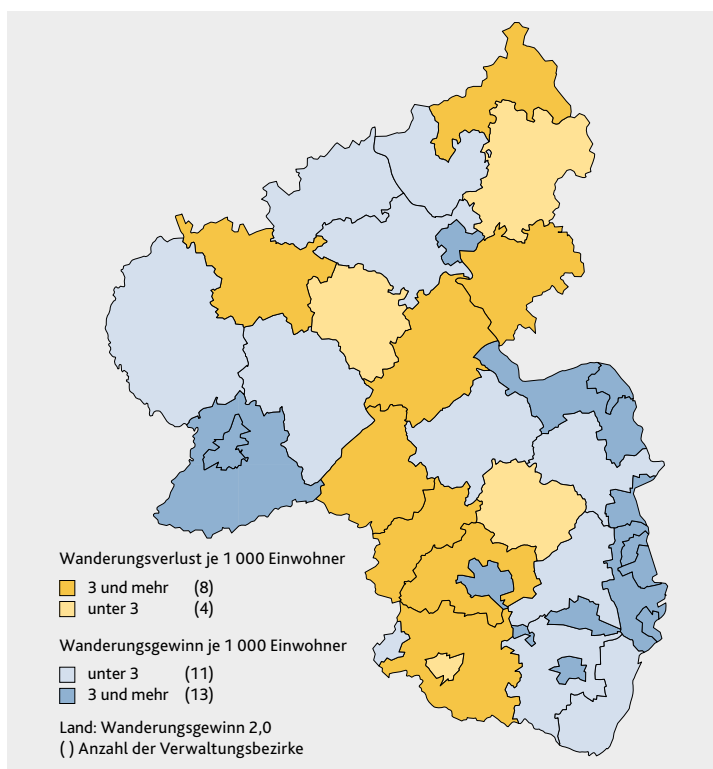 Wanderungsverlust je 1 000 Einwohner
3 und mehr (8)
unter 3 (4)
Wanderungsgewinn je 1 000 Einwohner
unter 3 (11)
3 und mehr (13)
Land: Wanderungsgewinn 2,0
( ) Anzahl der Verwaltungsbezirke